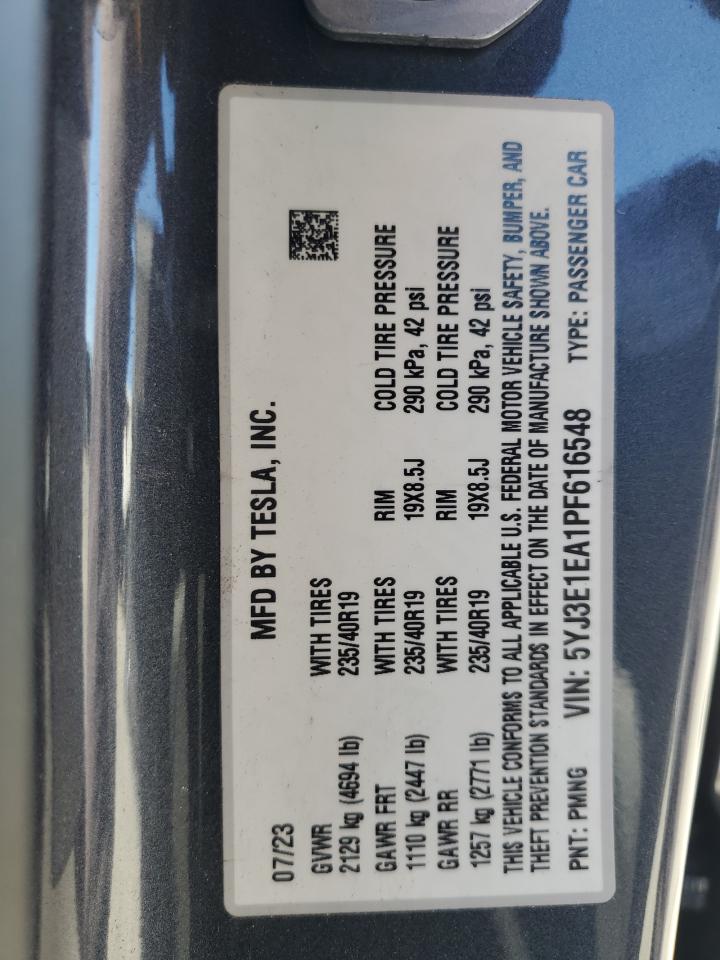 07/23 MFD BY TESLA, INC.
GVWR WITH TIRES
2129 kg (4694 lb) 235/40R19
GAWR FRT WITH TIRES RIM COLD TIRE PRESSURE
1110 kg (2447 lb) 235/40R19 19X8.5J 290 kPa, 42 psi
GAWR RR WITH TIRES RIM COLD TIRE PRESSURE
1257 kg (2771 lb) 235/40R19 19X8.5J 290 kPa, 42 psi
THIS VEHICLE CONFORMS TO ALL APPLICABLE U.S. FEDERAL MOTOR VEHICLE SAFETY, BUMPER, AND
THEFT PREVENTION STANDARDS IN EFFECT ON THE DATE OF MANUFACTURE SHOWN ABOVE.
PNT: PMNG VIN: 5YJ3E1EA1PF616548 TYPE: PASSENGER CAR